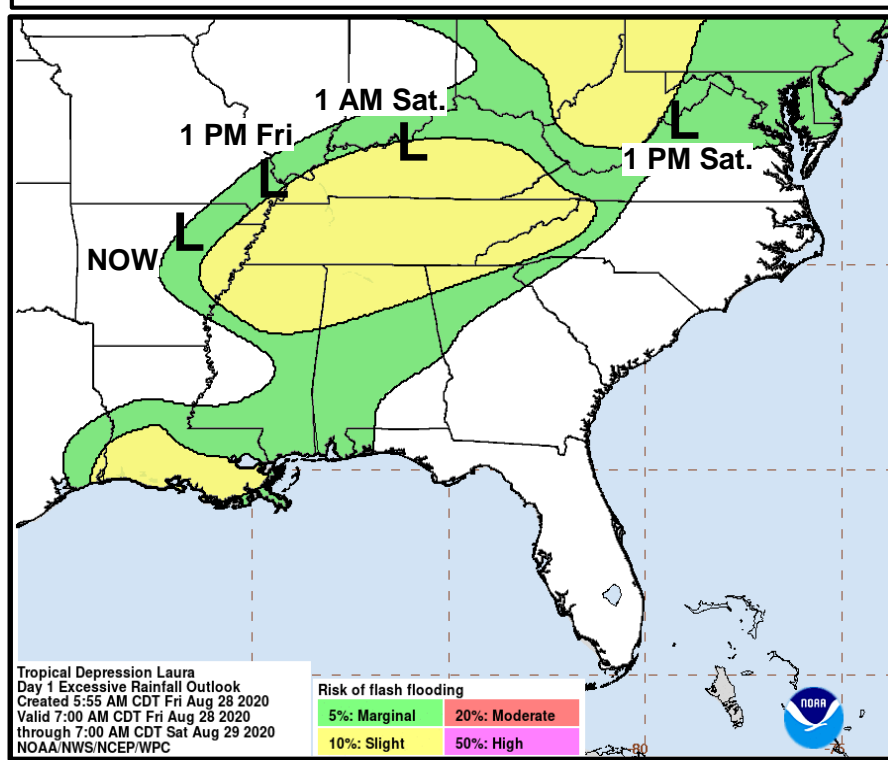 1 AM Sat.
L
1 PM Fri
L
L
1 PM Sat.
L
NOW
Tropical Depression Laura
Day 1 Excessive Rainfall Outlook
Created 5:55 AM CDT Fri Aug 28 2020
Valid 7:00 AM CDT Fri Aug 28 2020
through 7:00 AM CDT Sat Aug 29 2020
NOAA/NWS/NCEP/WPC
Risk of flash flooding
5%: Marginal
20%: Moderate
10%: Slight
50%: High
NOAA
-80
-75